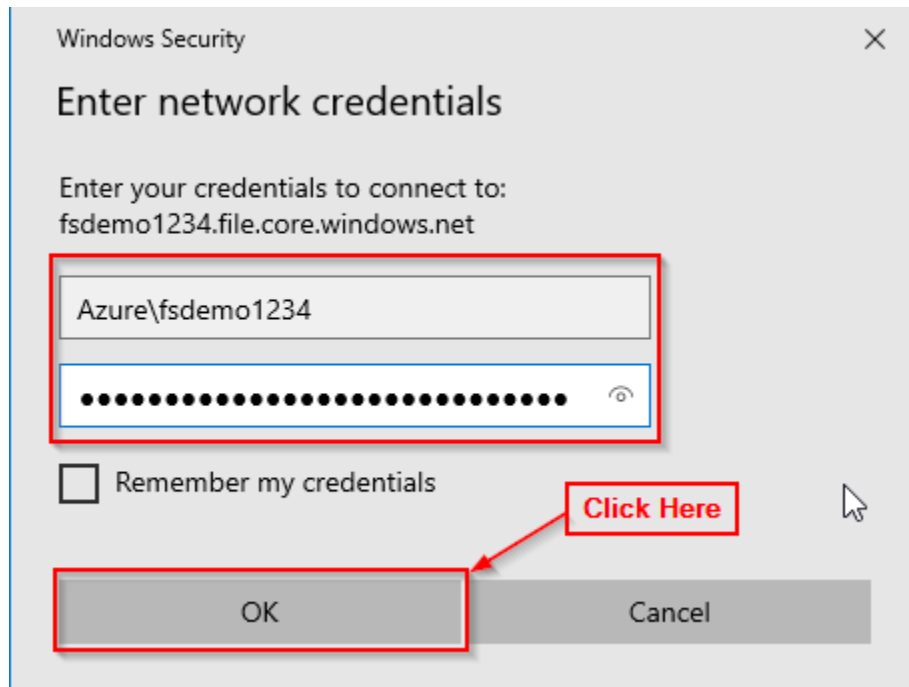 Windows Security
Enter network credentials
Enter your credentials to connect to:
fsdemo1234.file.core.windows.net
Azure\fsdemo1234
●●●●●●●●●●●●●●●●●●●●●●●●●●●●●
Remember my credentials
Click Here
OK Cancel